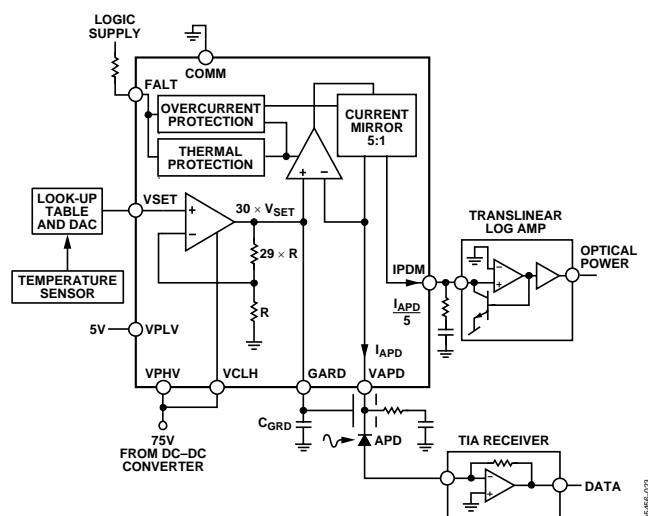 LOGIC
SUPPLY
COMM
FALT
OVERCURRENT
PROTECTION
THERMAL
PROTECTION
CURRENT
MIRROR
5:1
+
–
LOOK-UP
TABLE
AND DAC
VSET
+
–
30 × VSET
29 × R
R
TEMPERATURE
SENSOR
IPDM
IAPD
5
TRANSLINEAR
LOG AMP
–
+
OPTICAL
POWER
5V
VPLV
IAPD
VPHV
VCLH
GARD
VAPD
CGRD
APD
75V
FROM DC–DC
CONVERTER
TIA RECEIVER
–
+
DATA